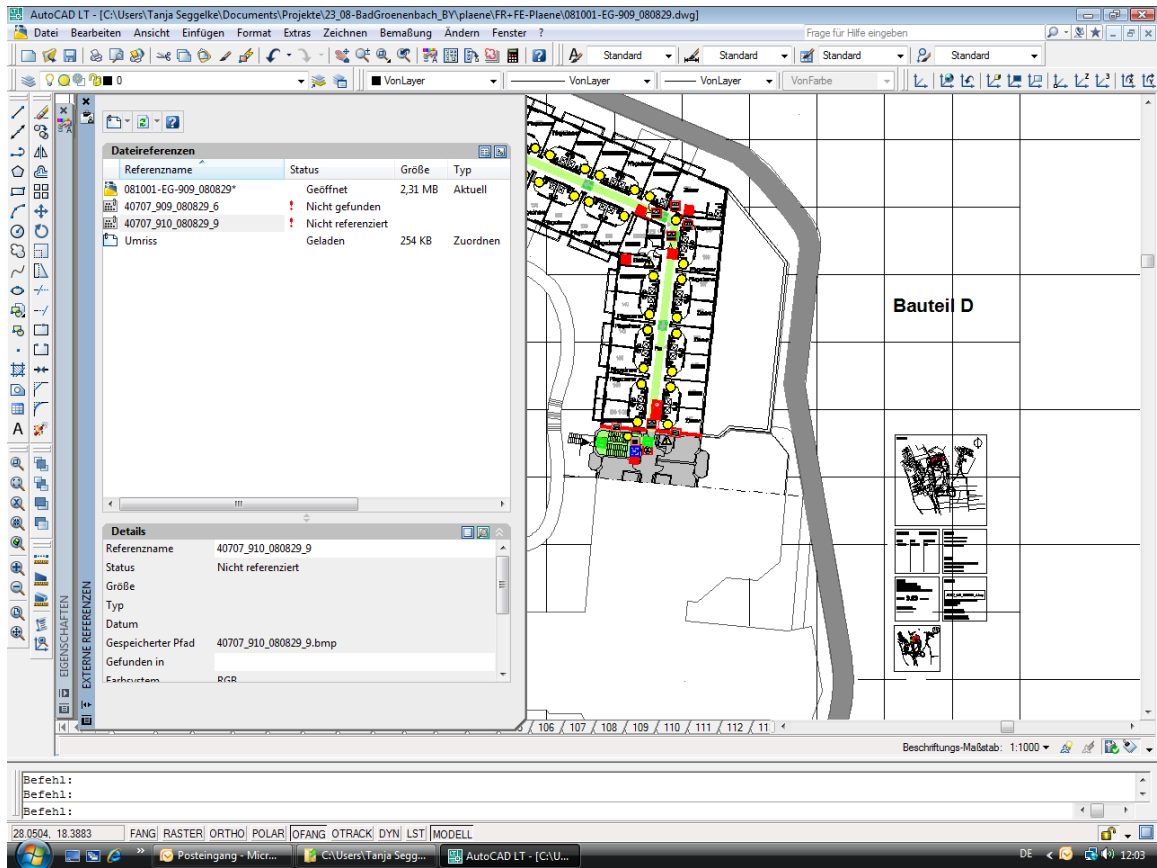 AutoCAD LT - [C:\Users\Tanja Seggelke\Documents\Projekte\23_08-BadGroenenbach_BY\plaene\FR+FE-Plaene\081001-EG-909_080829.dwg]
Datei Bearbeiten Ansicht Einfügen Format Extras Zeichnen Bemaßung Ändern Fenster ? Frage für Hilfe eingeben
Standard Standard Standard Standard
0 VonLayer VonLayer VonLayer VonFarbe
Dateireferenzen
Referenzname Status Größe Typ
081001-EG-909_080829* Geöffnet 2,31 MB Aktuell
40707_909_080829_6 ! Nicht gefunden
40707_910_080829_9 ! Nicht referenziert
Umriss Geladen 254 KB Zuordnen
Bauteil D
Details
Referenzname 40707_910_080829_9
Status Nicht referenziert
Größe
Typ
Datum
Gespeicherter Pfad 40707_910_080829_9.bmp
Gefunden in
Farbsystem RGB
EIGENSCHAFTEN
EXTERNE REFERENZEN
106 107 108 109 110 111 112 11
Beschriftungs-Maßstab: 1:1000
Befehl:
Befehl:
Befehl:
28.0504, 18.3883 FANG RASTER ORTHO POLAR OFANG OTRACK DYN LST MODELL
Posteingang - Micr... C:\Users\Tanja Segg... AutoCAD LT - [C:\U... DE 12:03